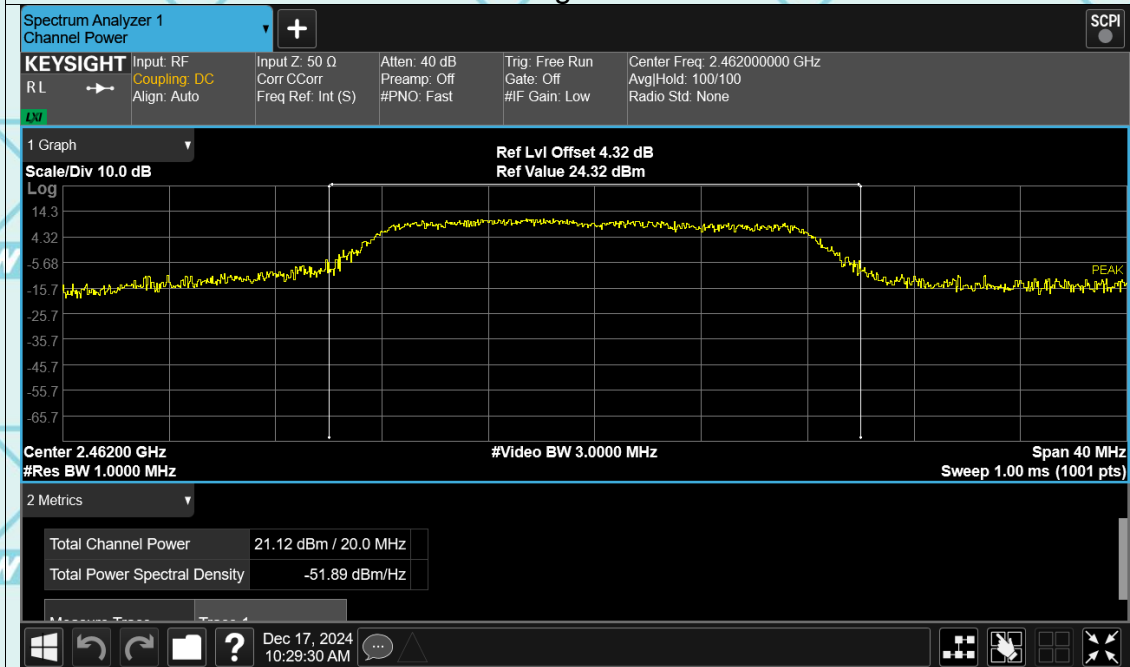 Spectrum Analyzer 1
Channel Power
+
SCPI
KEYSIGHT
RL
LXI
Input: RF
Coupling: DC
Align: Auto
Input Z: 50 Ω
Corr CCorr
Freq Ref: Int (S)
Atten: 40 dB
Preamp: Off
#PNO: Fast
Trig: Free Run
Gate: Off
#IF Gain: Low
Center Freq: 2.462000000 GHz
Avg|Hold: 100/100
Radio Std: None
1 Graph
Scale/Div 10.0 dB
Ref Lvl Offset 4.32 dB
Ref Value 24.32 dBm
Log
14.3
4.32
-5.68
-15.7
-25.7
-35.7
-45.7
-55.7
-65.7
PEAK
Center 2.46200 GHz
#Video BW 3.0000 MHz
Span 40 MHz
#Res BW 1.0000 MHz
Sweep 1.00 ms (1001 pts)
2 Metrics
Total Channel Power 21.12 dBm / 20.0 MHz
Total Power Spectral Density -51.89 dBm/Hz
Measure Trace Trace 1
?
Dec 17, 2024
10:29:30 AM